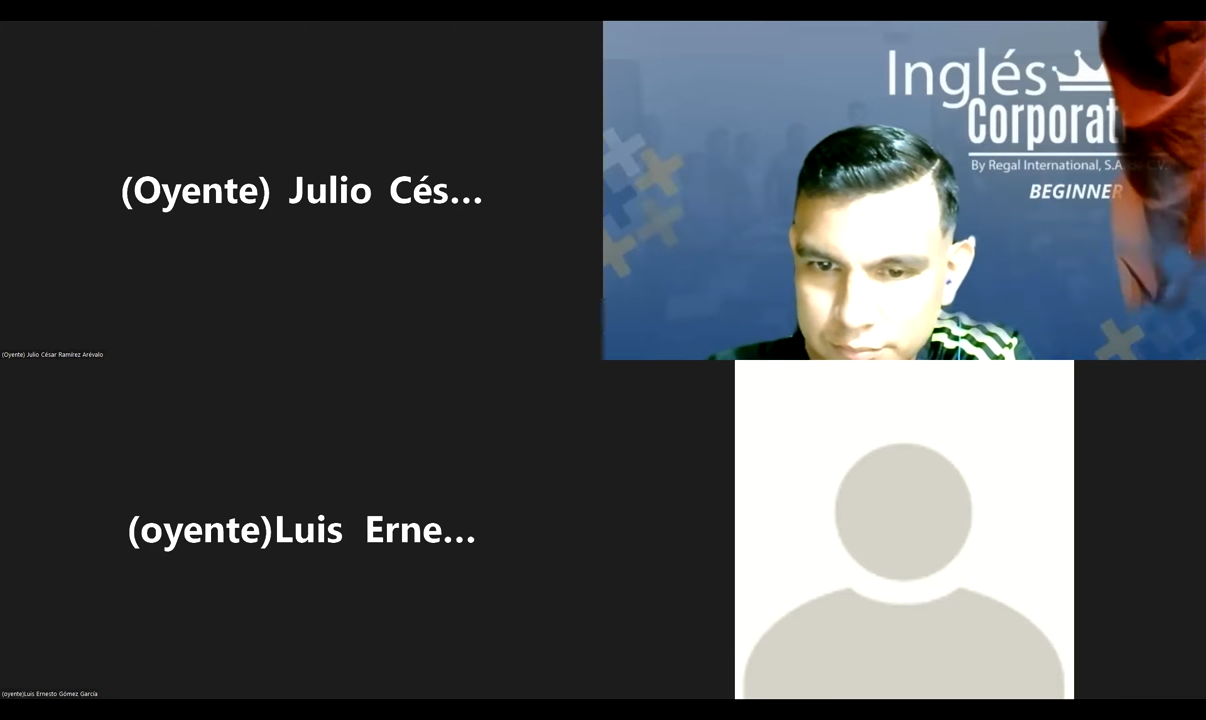 (Oyente) Julio Cés...
(Oyente) Julio César Ramírez Arévalo
Inglés
Corporat
By Regal International, S.A. de C.V.
BEGINNER
(oyente)Luis Erne...
(oyente)Luis Ernesto Gómez García